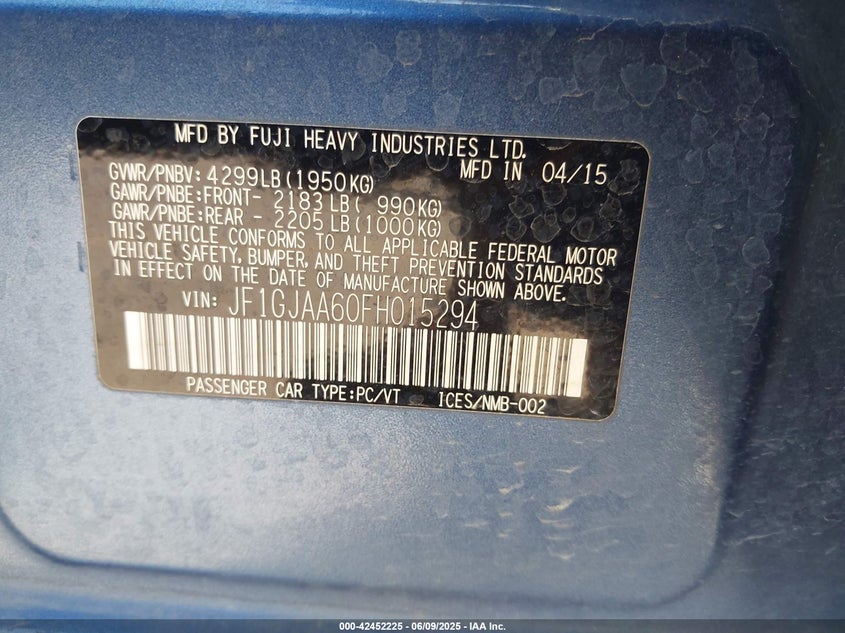 MFD BY FUJI HEAVY INDUSTRIES LTD.
MFD IN 04/15
GVWR/PNBV: 4299LB(1950KG)
GAWR/PNBE:FRONT- 2183LB( 990KG)
GAWR/PNBE:REAR - 2205LB(1000KG)
THIS VEHICLE CONFORMS TO ALL APPLICABLE FEDERAL MOTOR
VEHICLE SAFETY, BUMPER, AND THEFT PREVENTION STANDARDS
IN EFFECT ON THE DATE OF MANUFACTURE SHOWN ABOVE.
VIN: JF1GJAA60FH015294
PASSENGER CAR TYPE:PC/VT ICES/NMB-002
000-42452225 - 06/09/2025 - IAA Inc.